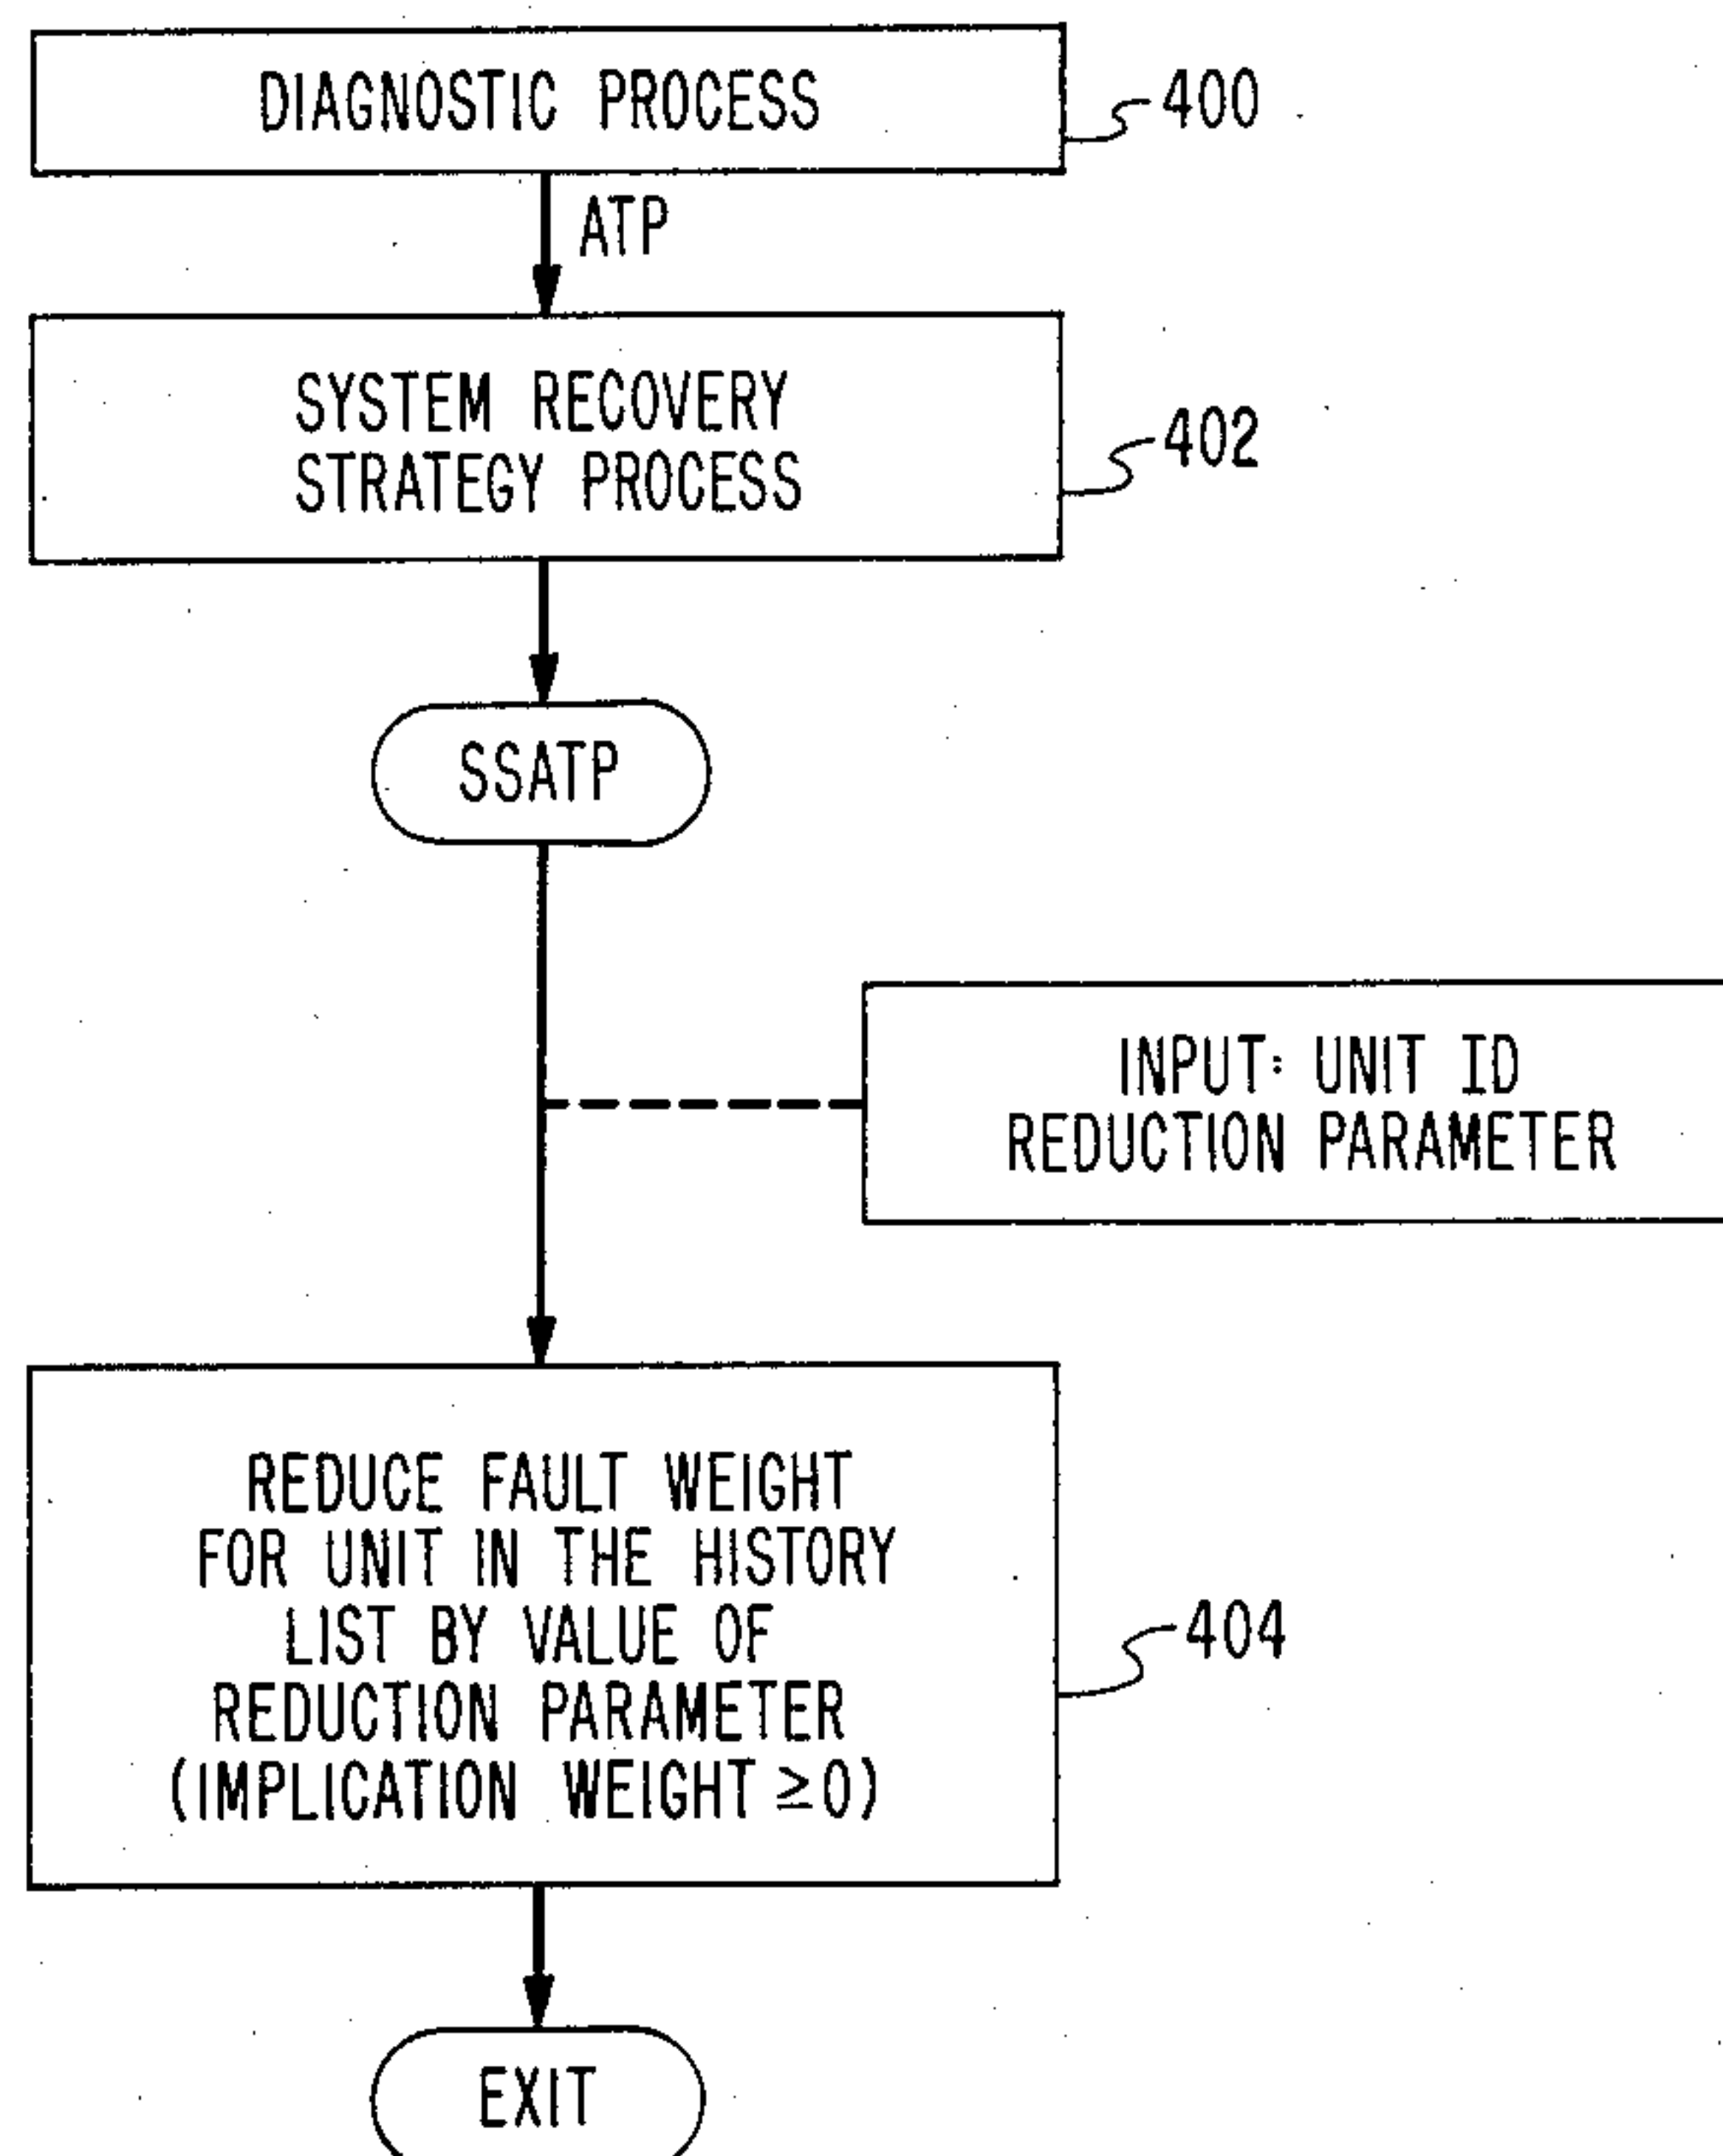 DIAGNOSTIC PROCESS
400
ATP
SYSTEM RECOVERY
STRATEGY PROCESS
402
SSATP
INPUT: UNIT ID
REDUCTION PARAMETER
REDUCE FAULT WEIGHT
FOR UNIT IN THE HISTORY
LIST BY VALUE OF
REDUCTION PARAMETER
(IMPLICATION WEIGHT ≥0)
404
EXIT